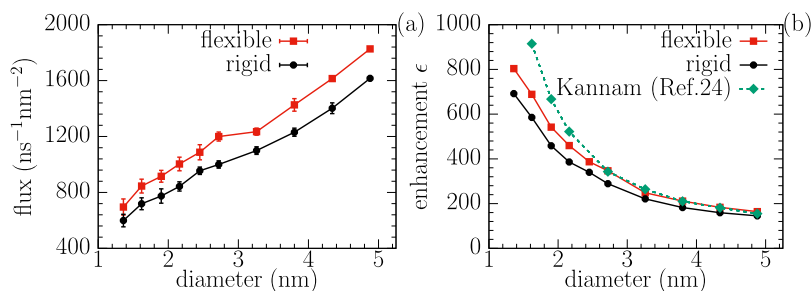 (a)
flux (ns⁻¹nm⁻²)
2000
1600
1200
800
400
flexible
rigid
1 2 3 4 5
diameter (nm)
(b)
enhancement ϵ
1000
800
600
400
200
0
flexible
rigid
Kannam (Ref.24)
1 2 3 4 5
diameter (nm)